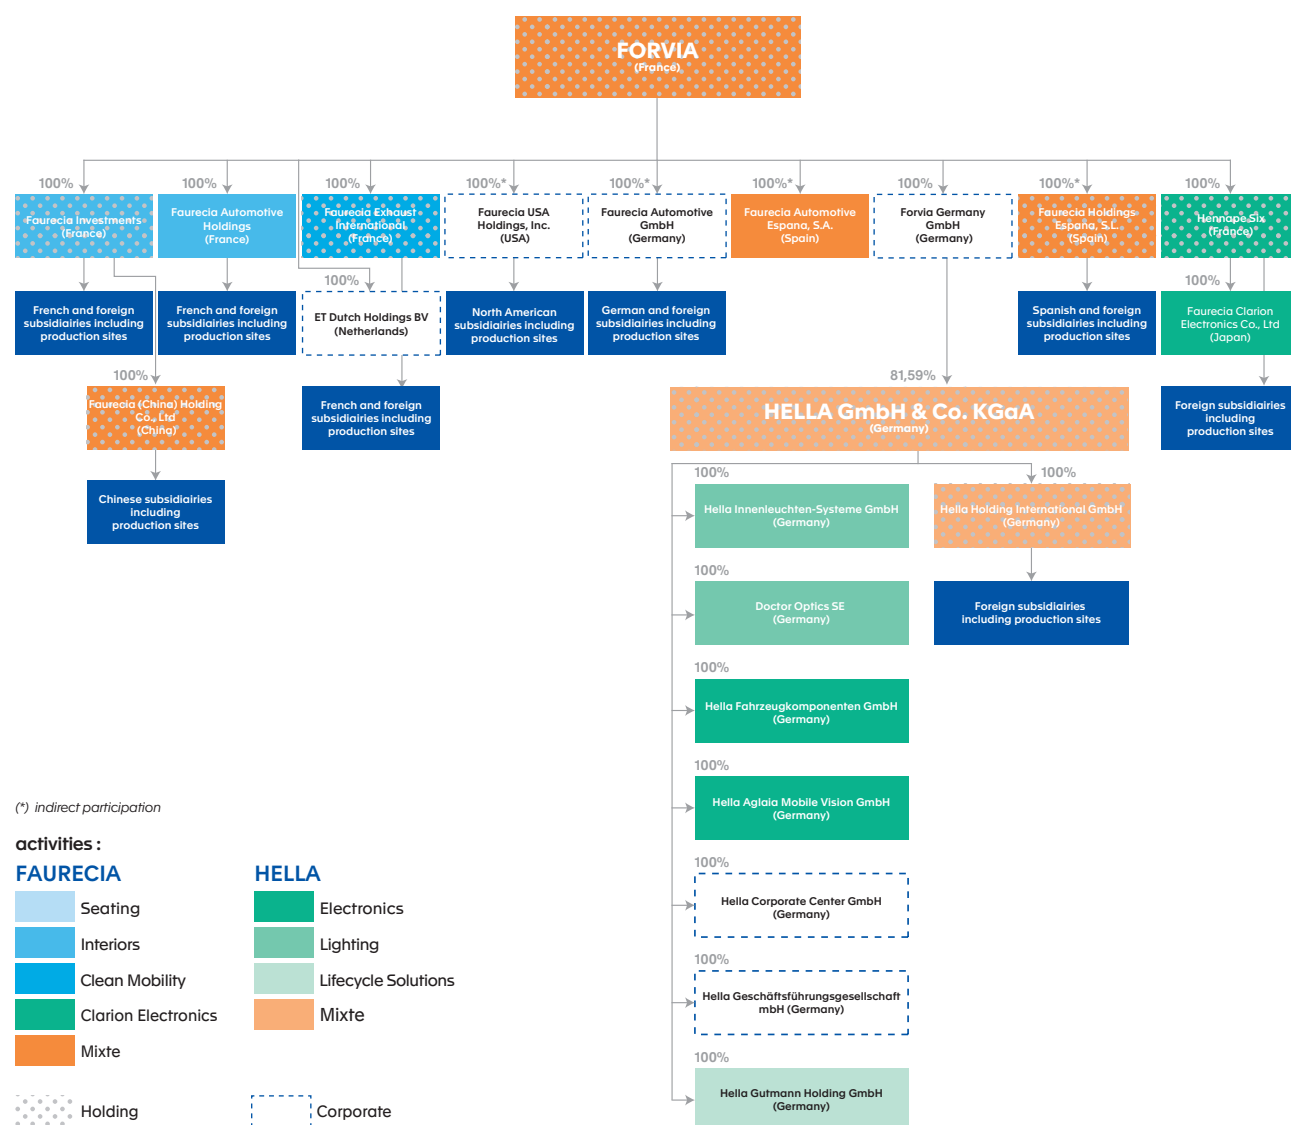 FORVIA
(France)
100%
100%
100%
100%*
100%*
100%*
100%
100%*
100%
Faurecia Investments
(France)
Faurecia Automotive
Holdings
(France)
Faurecia Exhaust
International
(France)
Faurecia USA
Holdings, Inc.
(USA)
Faurecia Automotive
GmbH
(Germany)
Faurecia Automotive
Espana, S.A.
(Spain)
Forvia Germany
GmbH
(Germany)
Faurecia Holdings
Espana, S.L.
(Spain)
Hennape Six
(France)
100%
100%
French and foreign
subsidiairies including
production sites
French and foreign
subsidiairies including
production sites
ET Dutch Holdings BV
(Netherlands)
North American
subsidiairies including
production sites
German and foreign
subsidiairies including
production sites
Spanish and foreign
subsidiairies including
production sites
Faurecia Clarion
Electronics Co., Ltd
(Japan)
100%
81,59%
Faurecia (China) Holding
Co., Ltd
(China)
French and foreign
subsidiairies including
production sites
HELLA GmbH & Co. KGaA
(Germany)
Foreign subsidiairies
including
production sites
100%
100%
Chinese subsidiairies
including
production sites
Hella Innenleuchten-Systeme GmbH
(Germany)
Hella Holding International GmbH
(Germany)
100%
Doctor Optics SE
(Germany)
Foreign subsidiairies
including production sites
100%
Hella Fahrzeugkomponenten GmbH
(Germany)
100%
Hella Aglaia Mobile Vision GmbH
(Germany)
100%
Hella Corporate Center GmbH
(Germany)
100%
Hella Geschäftsführungsgesellschaft
mbH (Germany)
100%
Hella Gutmann Holding GmbH
(Germany)
(*) indirect participation
activities :
FAURECIA
Seating
Interiors
Clean Mobility
Clarion Electronics
Mixte
HELLA
Electronics
Lighting
Lifecycle Solutions
Mixte
Holding
Corporate